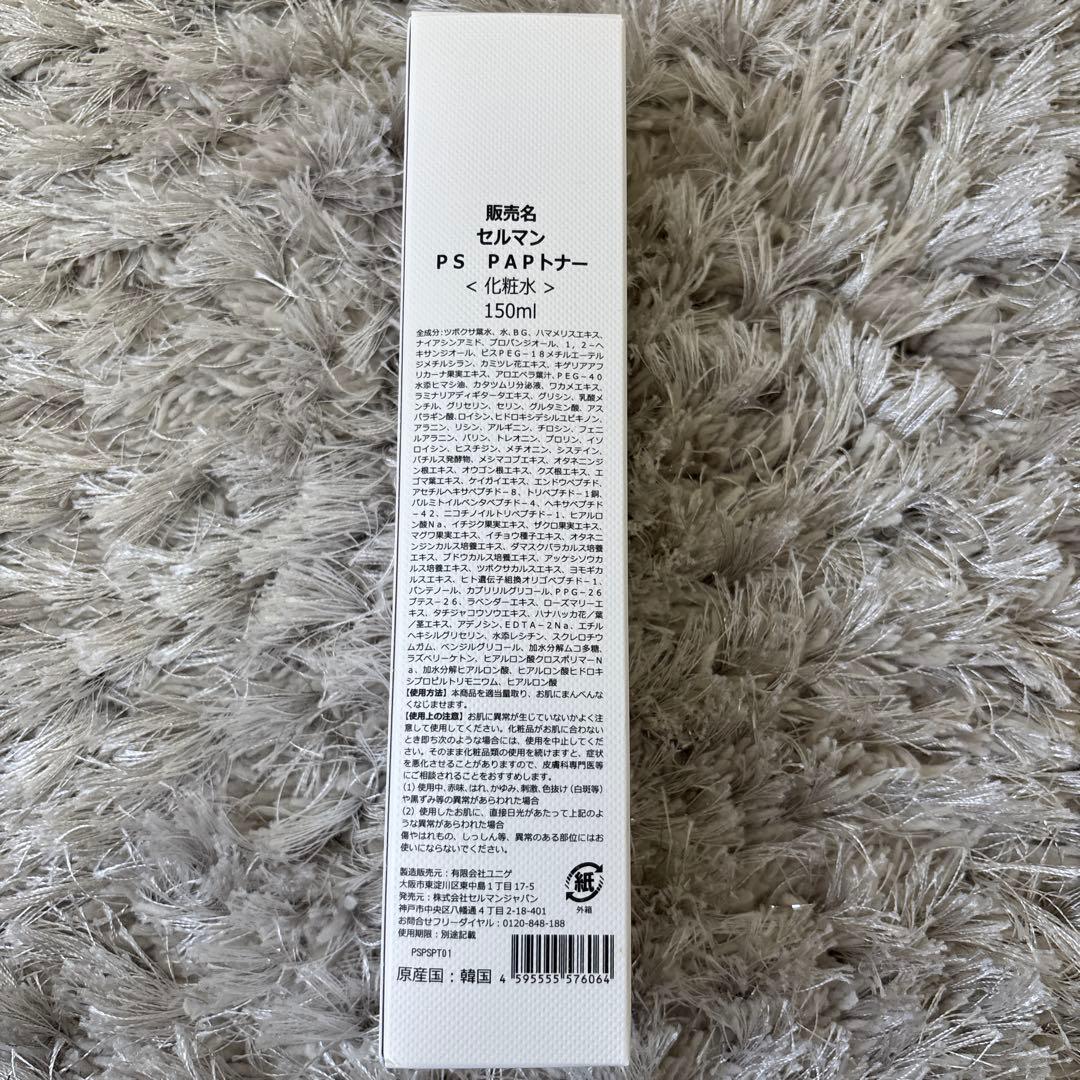 販売名
セルマン
PS PAPトナー
< 化粧水 >
150ml
全成分:ツボクサ葉水、水、BG、ハマメリスエキス、
ナイアシンアミド、プロパンジオール、1,2-ヘ
キサンジオール、ビスPEG-18メチルエーテル
ジメチルシラン、カミツレ花エキス、キゲリアアフ
リカーナ果実エキス、アロエベラ葉汁、PEG-40
水添ヒマシ油、カタツムリ分泌液、ワカメエキス、
ラミナリアディギタータエキス、グリシン、乳酸メ
ンチル、グリセリン、セリン、グルタミン酸、アス
パラギン酸、ロイシン、ヒドロキシデシルユビキノン、
アラニン、リシン、アルギニン、チロシン、フェニ
ルアラニン、バリン、トレオニン、プロリン、イソ
ロイシン、ヒスチジン、メチオニン、システイン、
バチルス発酵物、メシマコブエキス、オタネニンジ
ン根エキス、オウゴン根エキス、クズ根エキス、エ
ゴマ葉エキス、ケイガイエキス、エンドウペプチド、
アセチルヘキサペプチド-8、トリペプチド-1銅、
パルミトイルペンタペプチド-4、ヘキサペプチド
-42、ニコチノイルトリペプチド-1、ヒアルロ
ン酸Na、イチジク果実エキス、ザクロ果実エキス、
マグワ果実エキス、イチョウ種子エキス、オタネニ
ンジンカルス培養エキス、ダマスクバラカルス培養
エキス、ブドウカルス培養エキス、アッケシソウカ
ルス培養エキス、ツボクサカルスエキス、ヨモギカ
ルスエキス、ヒト遺伝子組換オリゴペプチド-1、
パンテノール、カプリリルグリコール、PPG-26
ブテス-26、ラベンダーエキス、ローズマリーエ
キス、タチジャコウソウエキス、ハナハッカ花/葉
/茎エキス、アデノシン、EDTA-2Na、エチル
ヘキシルグリセリン、水添レシチン、スクレロチウ
ムガム、ベンジルグリコール、加水分解ムコ多糖、
ラズベリーケトン、ヒアルロン酸クロスポリマーN
a、加水分解ヒアルロン酸、ヒアルロン酸ヒドロキ
シプロピルトリモニウム、ヒアルロン酸
【使用方法】本商品を適当量取り、お肌にまんべんな
くなじませます。
【使用上の注意】お肌に異常が生じていないかよく注
意して使用してください。化粧品がお肌に合わない
とき即ち次のような場合には、使用を中止してくだ
さい。そのまま化粧品類の使用を続けますと、症状
を悪化させることがありますので、皮膚科専門医等
にご相談されることをおすすめします。
(1)使用中、赤味、はれ、かゆみ、刺激、色抜け(白斑等)
や黒ずみ等の異常があらわれた場合
(2)使用したお肌に、直接日光があたって上記のよ
うな異常があらわれた場合
傷やはれもの、しっしん等、異常のある部位にはお
使いにならないでください。
製造販売元:有限会社ユニゲ
大阪市東淀川区東中島1丁目17-5
発売元:株式会社セルマンジャパン
神戸市中央区八幡通4丁目2-18-401
お問合せフリーダイヤル:0120-848-188
使用期限:別途記載
紙
外箱
PSPSPT01
原産国:韓国
4 595555 576064